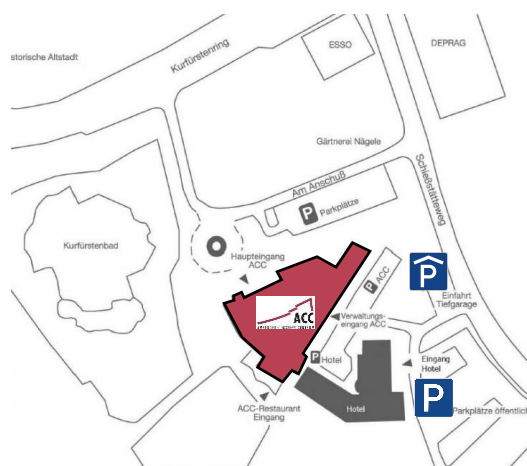 ESSO
DEPRAG
storische Altstadt
Kurfürstenring
Gärtnerei Nägele
Am Anschuß
Schießstätteweg
P
Parkplätze
Kurfürstenbad
Haupteingang
ACC
P
ACC
P
Einfahrt
Tiefgarage
ACC
Verwaltungs-
eingang ACC
P
Hotel
Eingang
Hotel
P
ACC-Restaurant
Eingang
Hotel
Parkplätze öffentlich